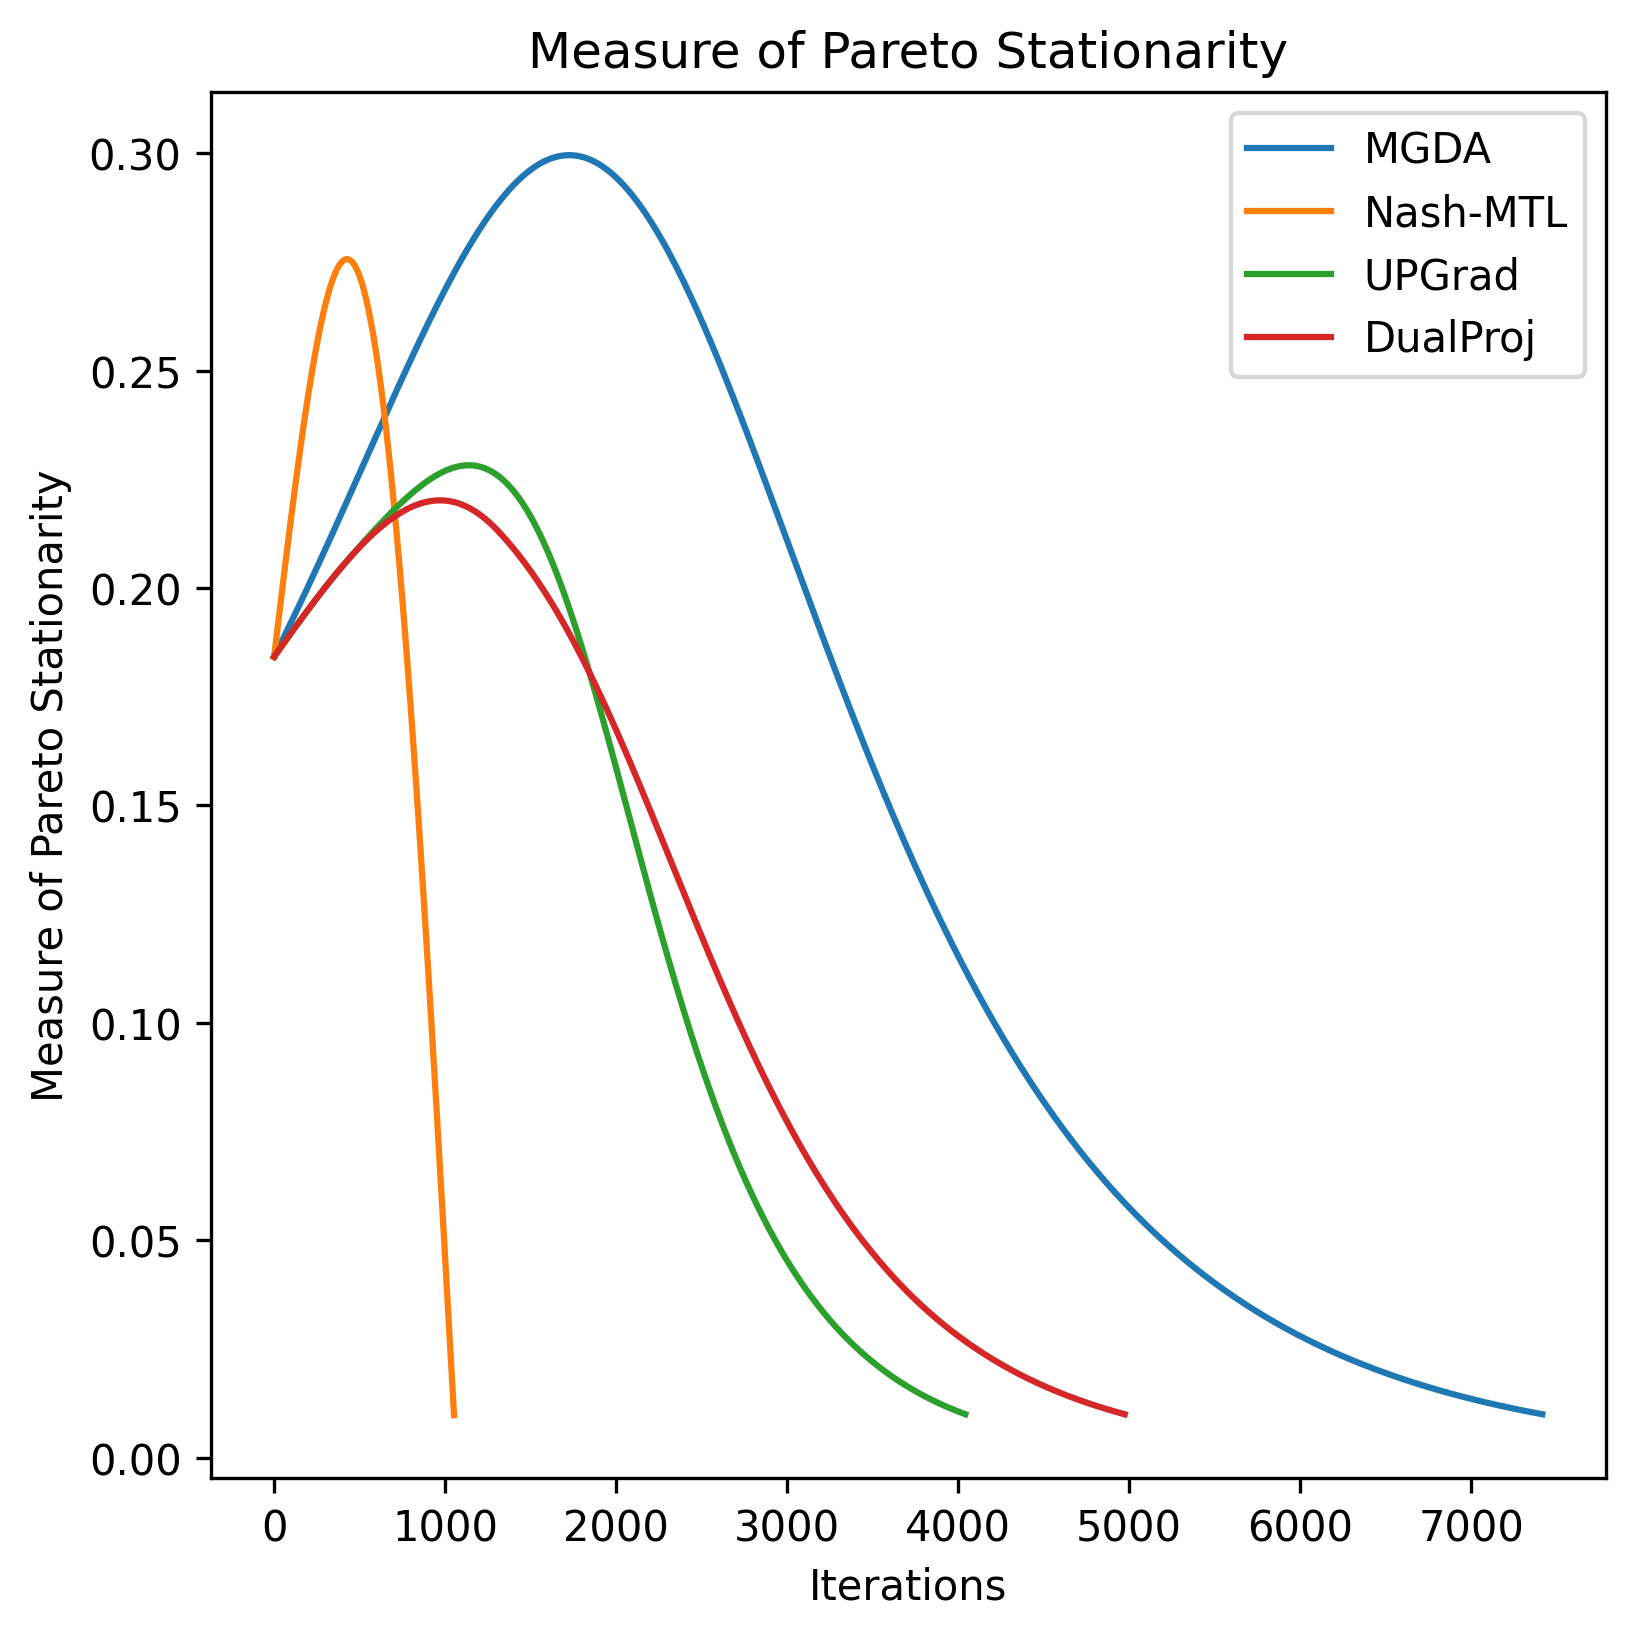 Measure of Pareto Stationarity
MGDA
Nash-MTL
UPGrad
DualProj
Measure of Pareto Stationarity
0.30
0.25
0.20
0.15
0.10
0.05
0.00
0 1000 2000 3000 4000 5000 6000 7000
Iterations